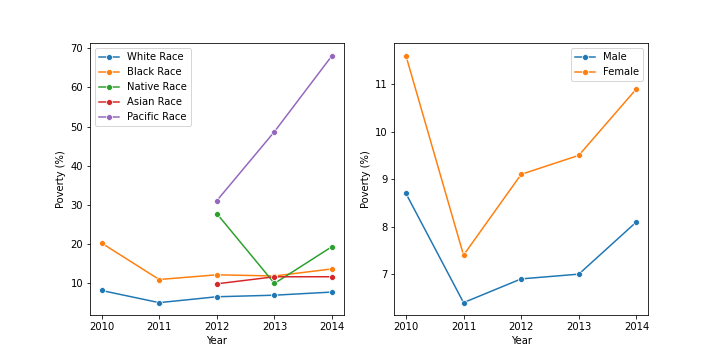 70
60
50
40
30
20
10
Poverty (%)
2010 2011 2012 2013 2014
Year
White Race
Black Race
Native Race
Asian Race
Pacific Race
11
10
9
8
7
Poverty (%)
2010 2011 2012 2013 2014
Year
Male
Female